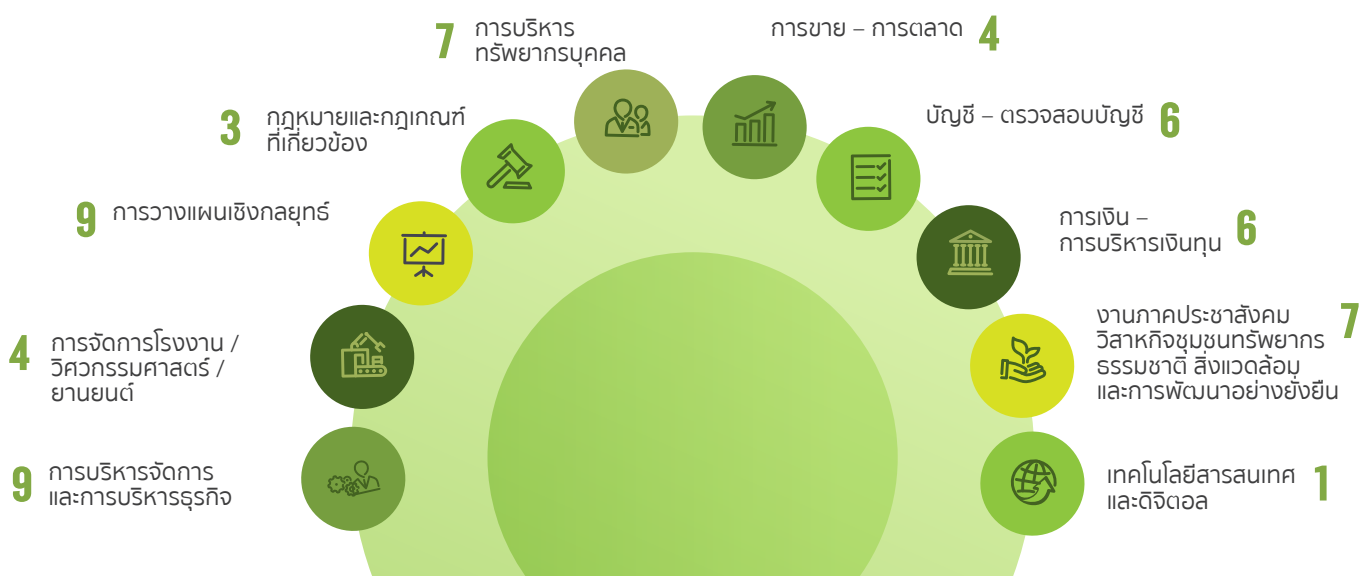 7 การบริหาร
ทรัพยากรบุคคล
การขาย – การตลาด 4
3 กฎหมายและกฎเกณฑ์
ที่เกี่ยวข้อง
บัญชี – ตรวจสอบบัญชี 6
9 การวางแผนเชิงกลยุทธ์
การเงิน –
การบริหารเงินทุน 6
4 การจัดการโรงงาน /
วิศวกรรมศาสตร์ /
ยานยนต์
งานภาคประชาสังคม 7
วิสาหกิจชุมชนทรัพยากร
ธรรมชาติ สิ่งแวดล้อม
และการพัฒนาอย่างยั่งยืน
9 การบริหารจัดการ
และการบริหารธุรกิจ
เทคโนโลยีสารสนเทศ 1
และดิจิตอล